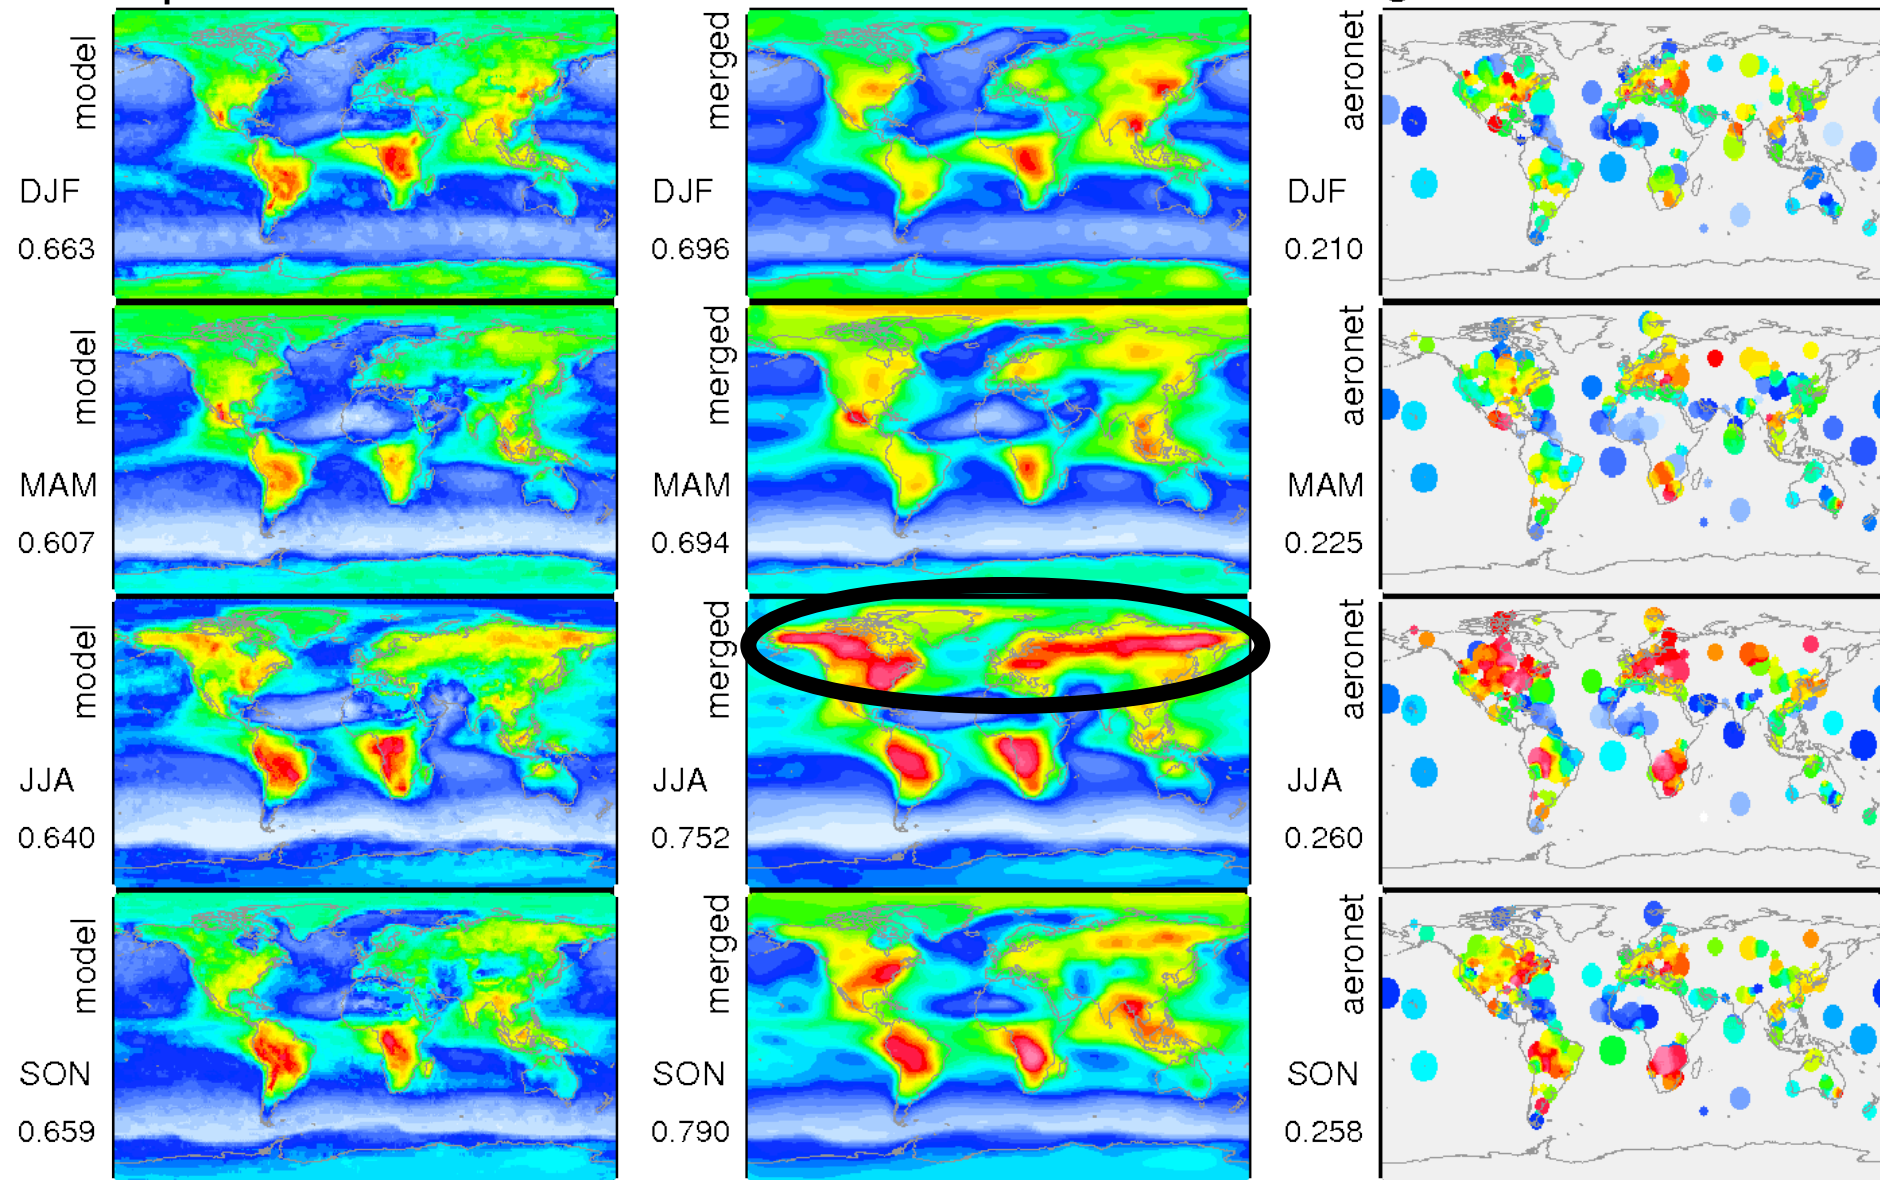 model
DJF
0.663
merged
DJF
0.696
aeronet
DJF
0.210
model
MAM
0.607
merged
MAM
0.694
aeronet
MAM
0.225
model
JJA
0.640
merged
JJA
0.752
aeronet
JJA
0.260
model
SON
0.659
merged
SON
0.790
aeronet
SON
0.258